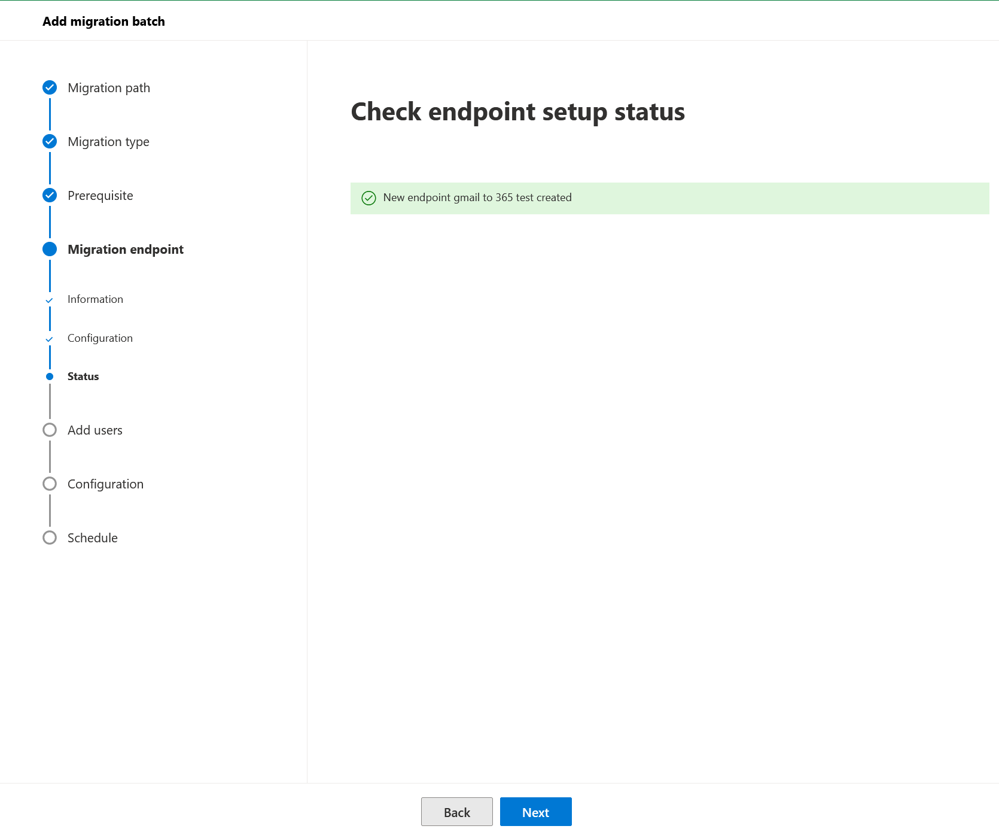 Add migration batch
Migration path
Migration type
Prerequisite
Migration endpoint
Information
Configuration
Status
Add users
Configuration
Schedule
Check endpoint setup status
New endpoint gmail to 365 test created
Back
Next